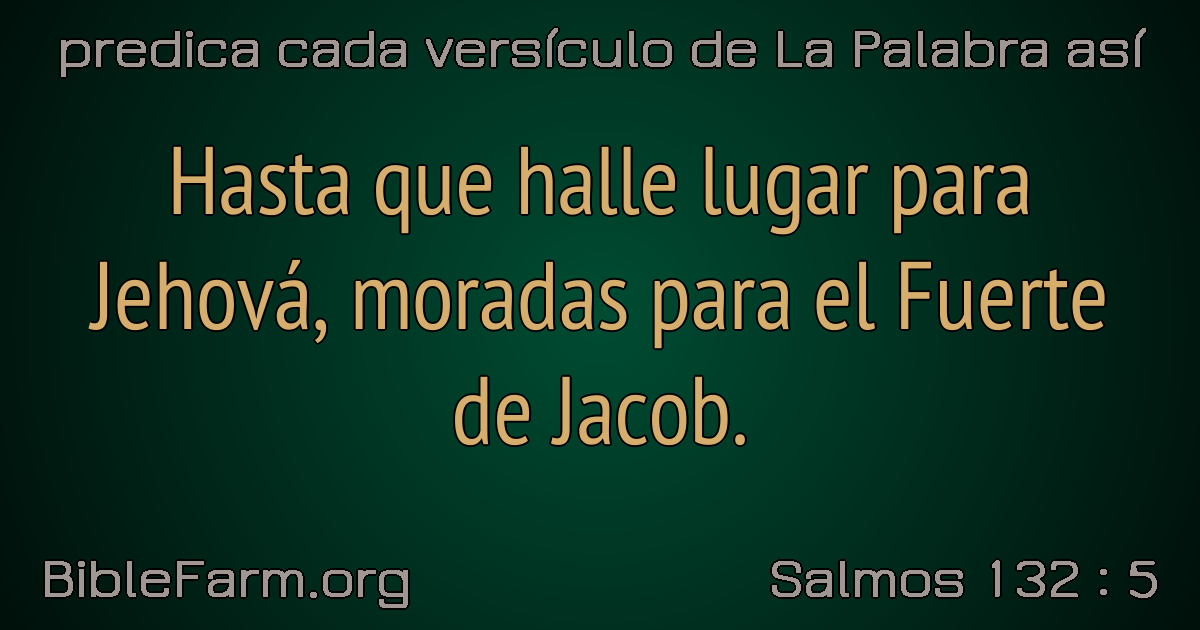 predica cada versículo de La Palabra así
Hasta que halle lugar para
Jehová, moradas para el Fuerte
de Jacob.
BibleFarm.org
Salmos 132 : 5